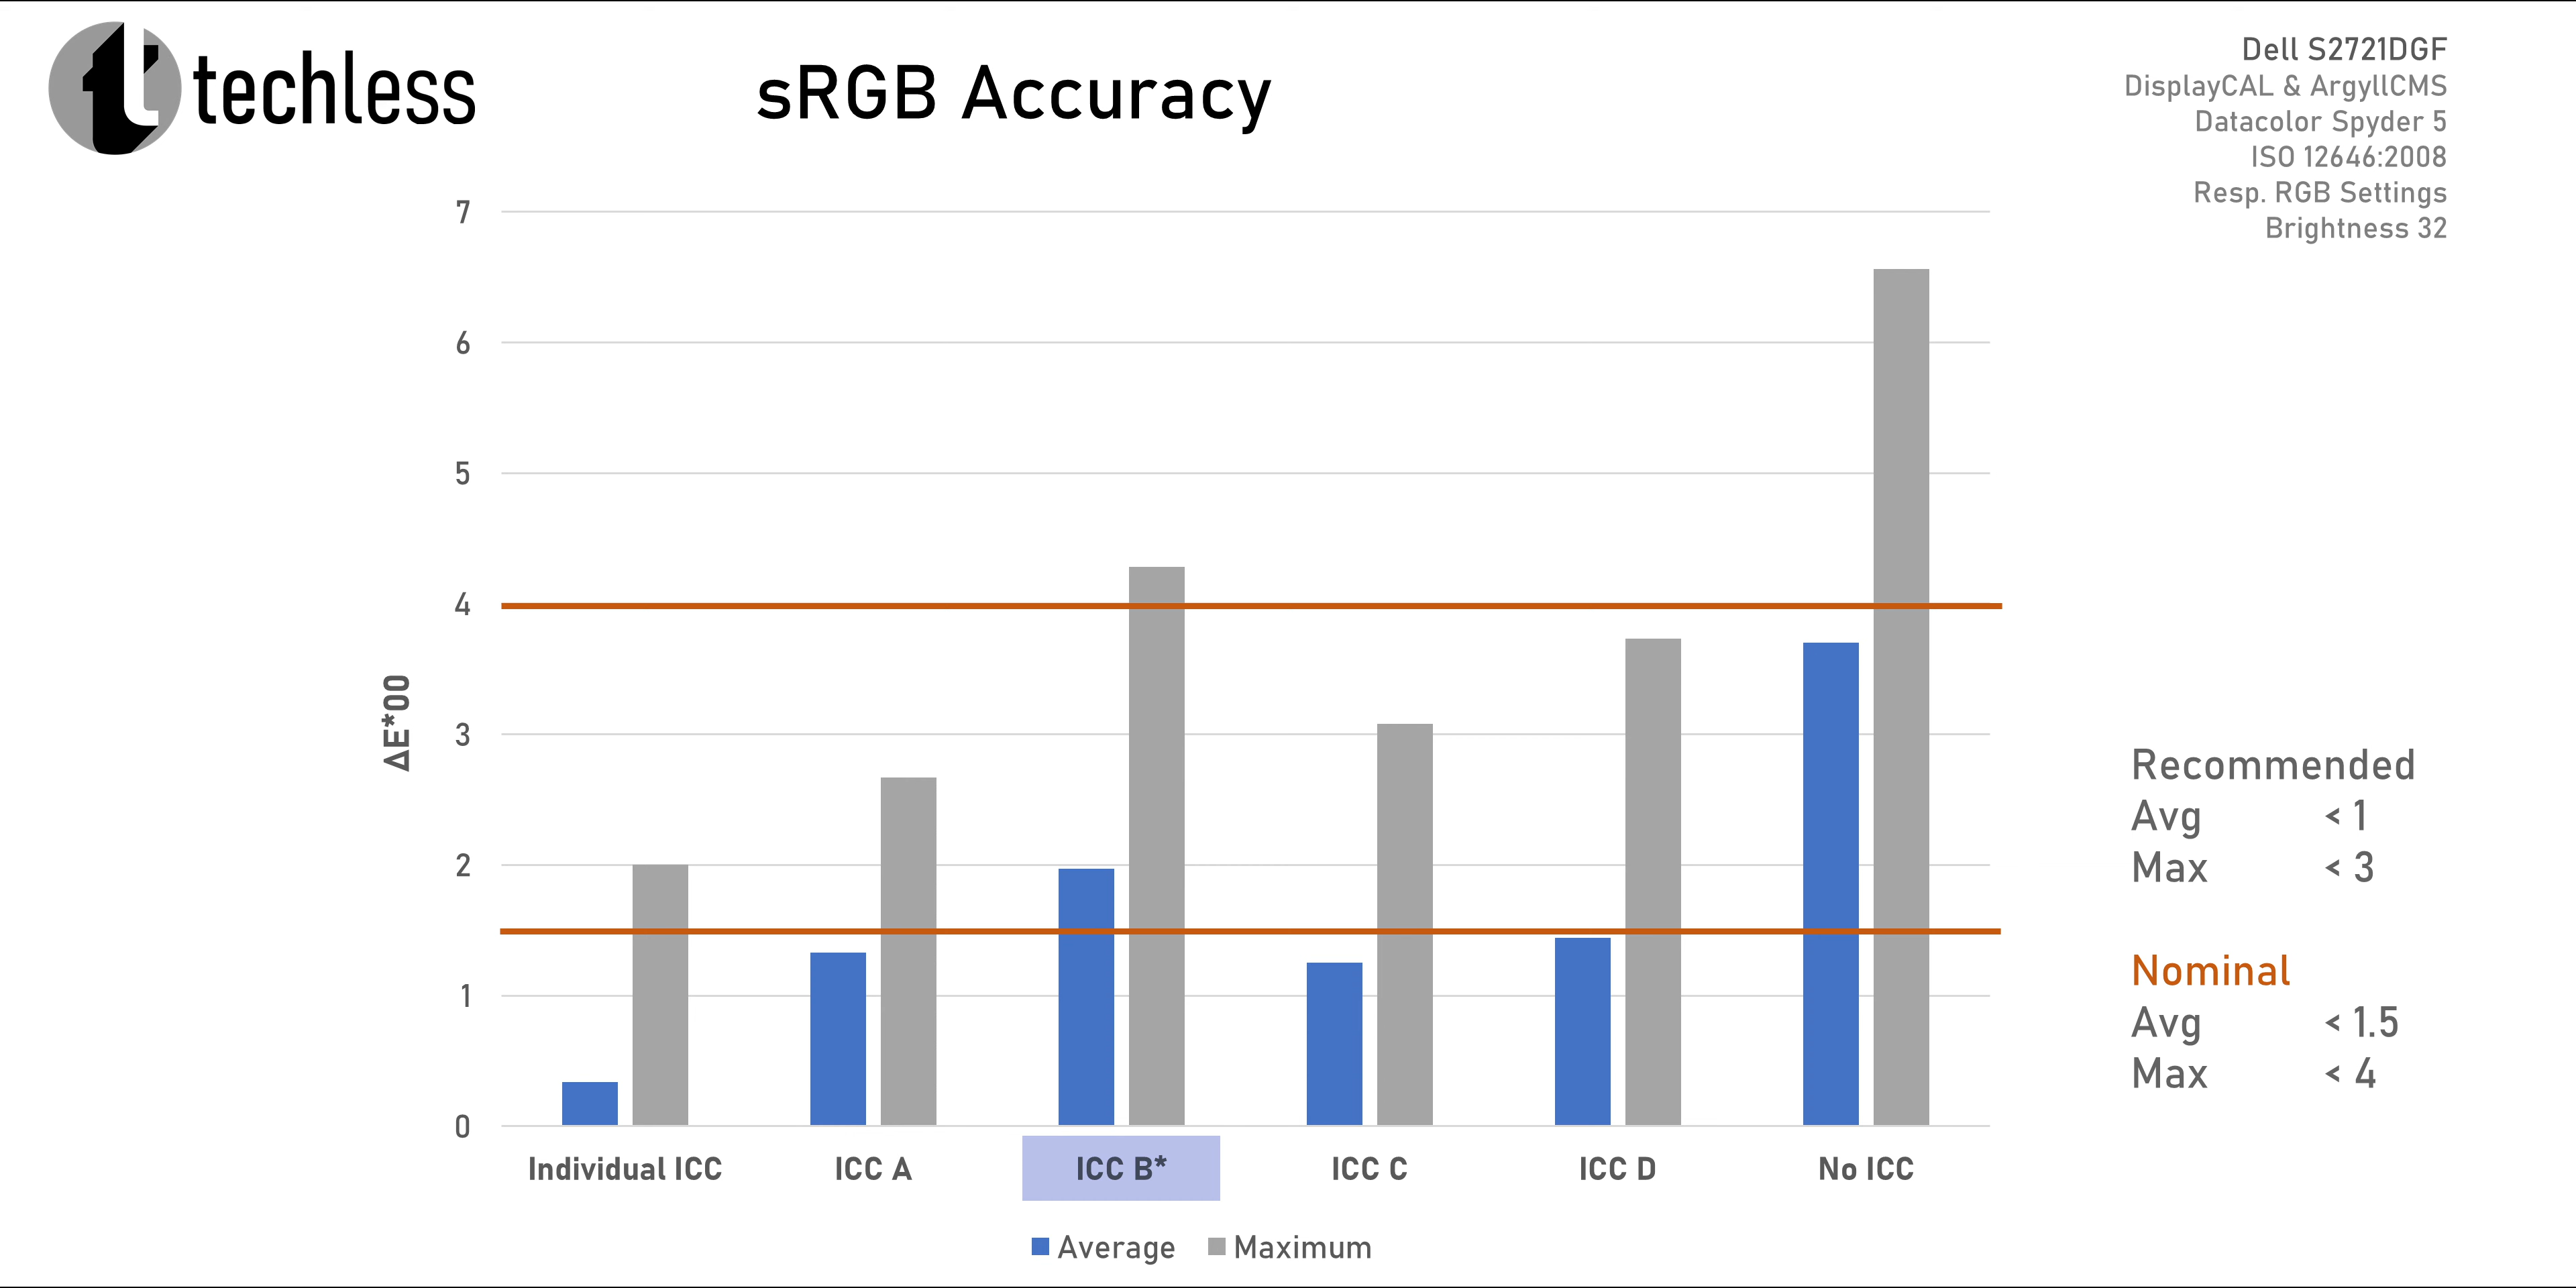 techless
sRGB Accuracy
Dell S2721DGF
DisplayCAL & ArgyllCMS
Datacolor Spyder 5
ISO 12646:2008
Resp. RGB Settings
Brightness 32
7
6
5
4
3
2
1
0
ΔE*00
Individual ICC
ICC A
ICC B*
ICC C
ICC D
No ICC
Average
Maximum
Recommended
Avg < 1
Max < 3
Nominal
Avg < 1.5
Max < 4